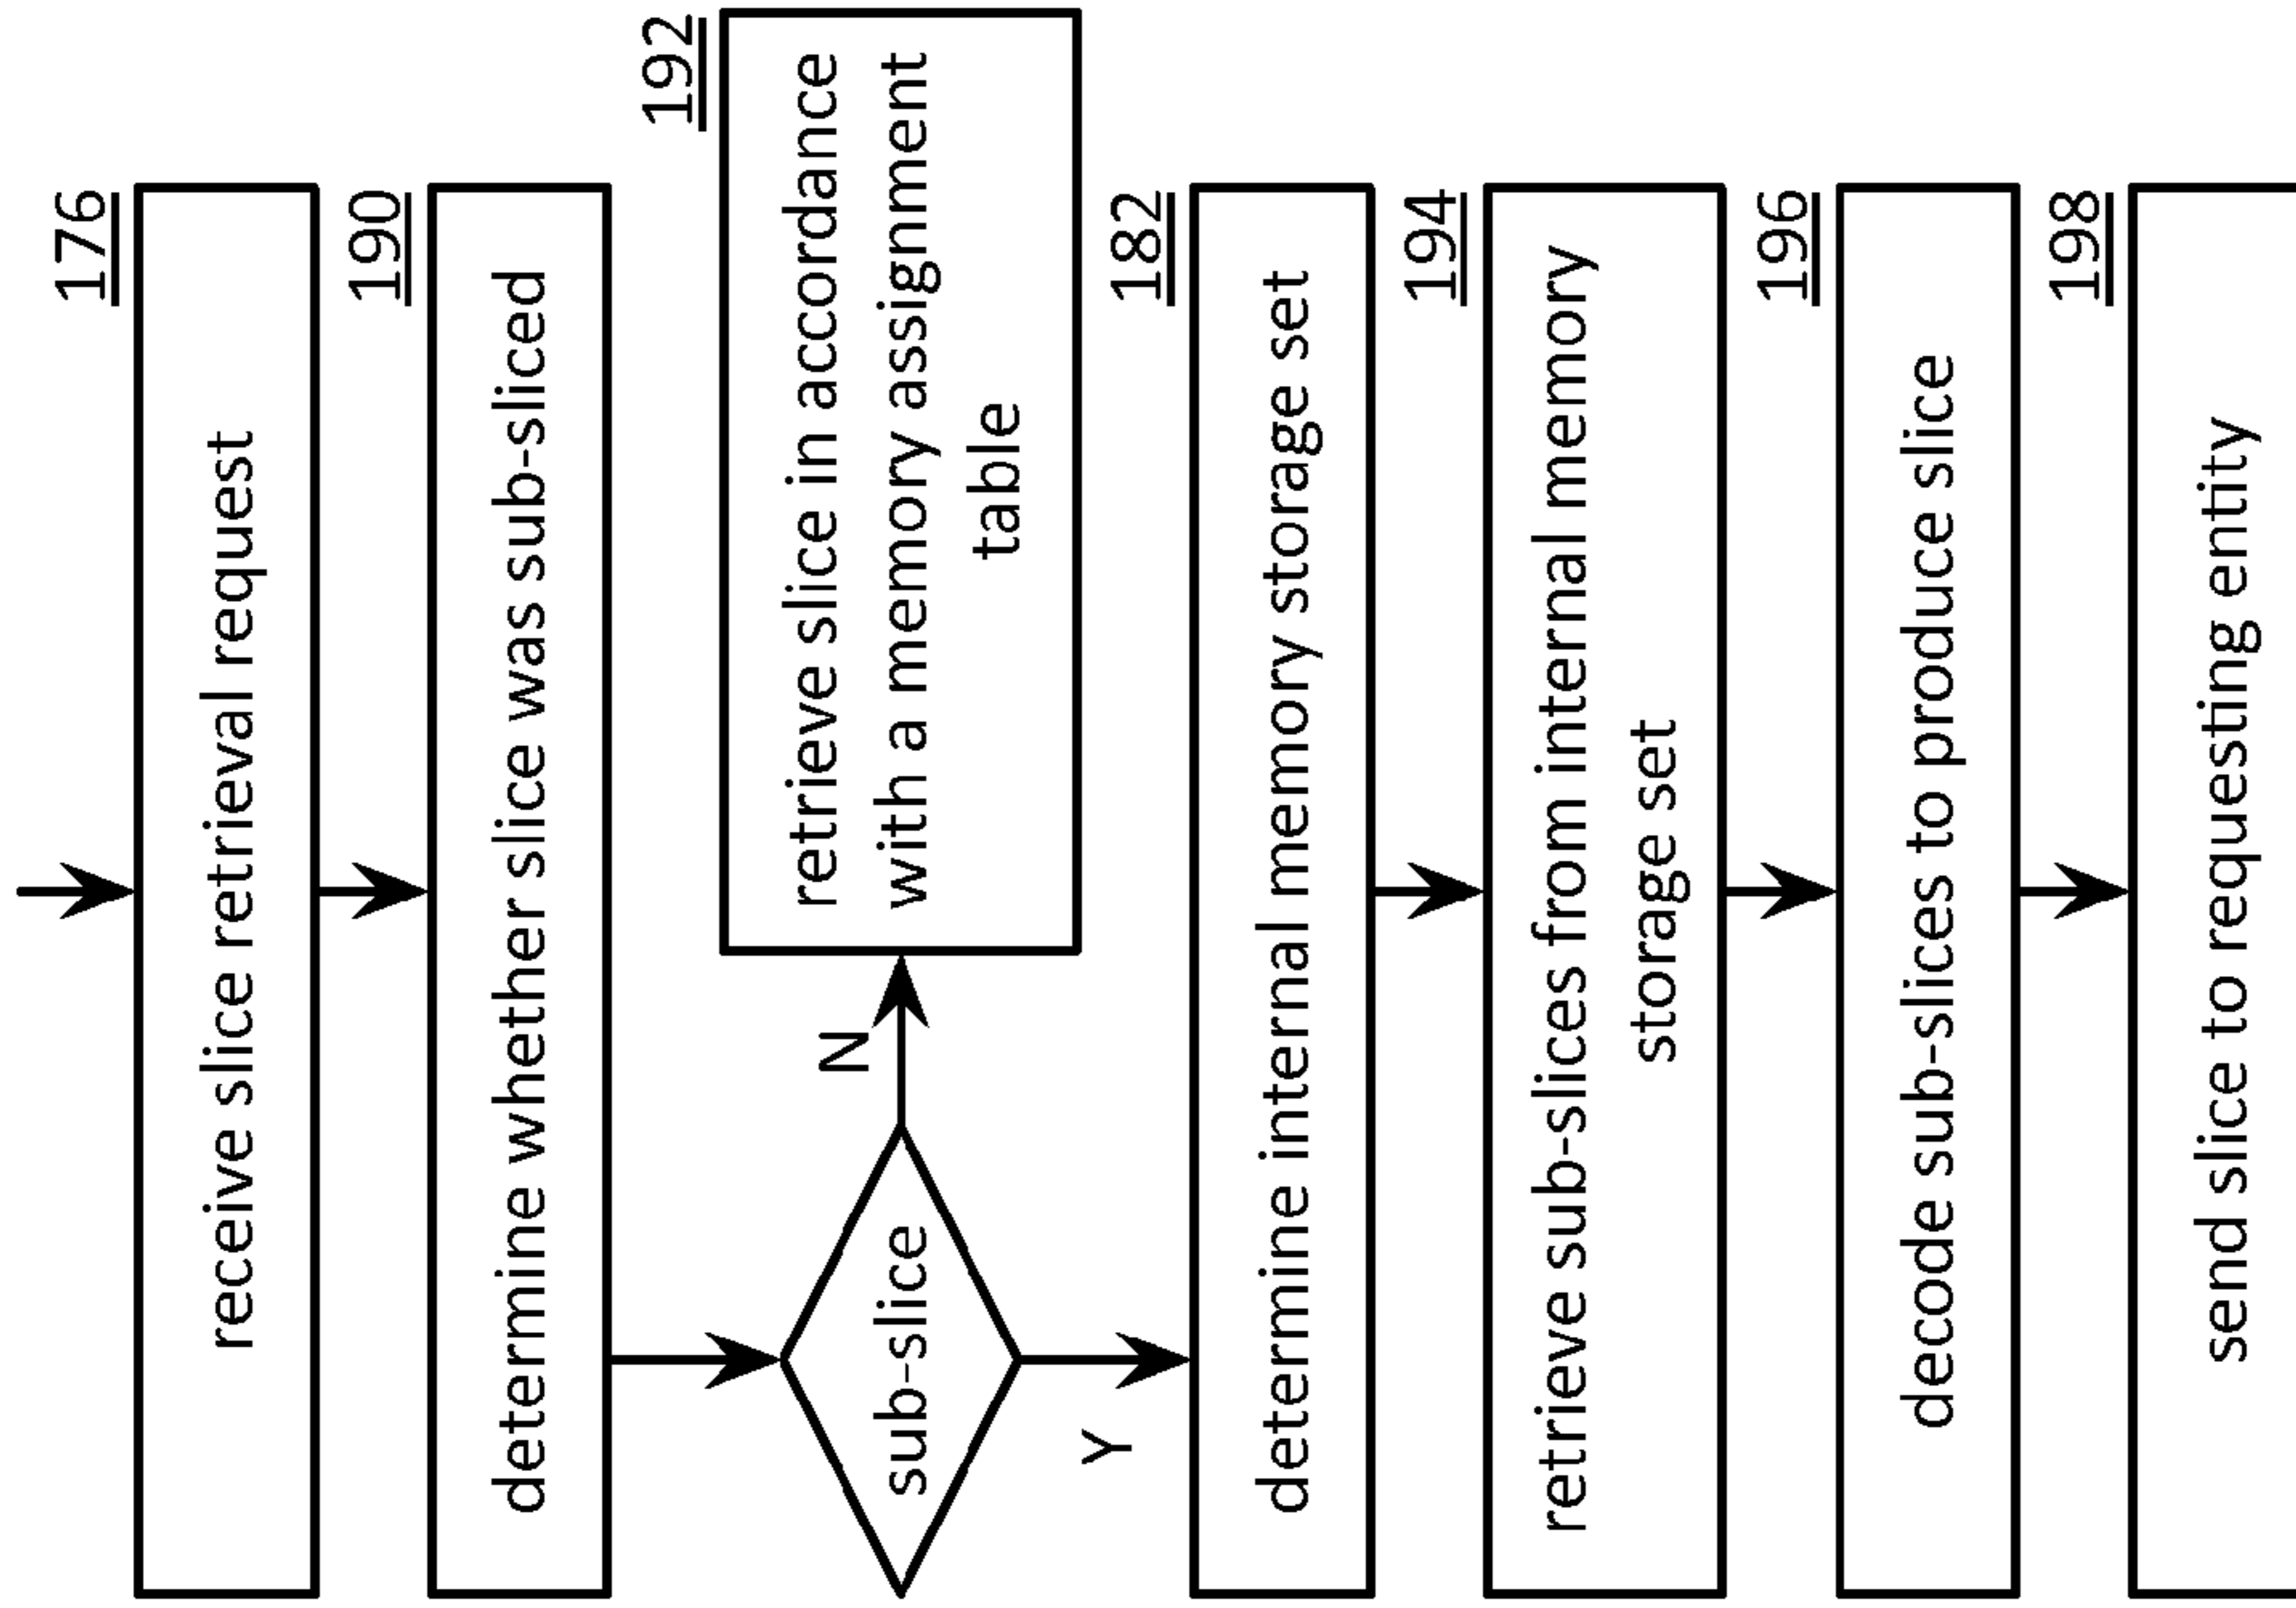 176
receive slice retrieval request
190
determine whether slice was sub-sliced
sub-slice
N
192
retrieve slice in accordance
with a memory assignment
table
Y
182
determine internal memory storage set
194
retrieve sub-slices from internal memory
storage set
196
decode sub-slices to produce slice
198
send slice to requesting entity